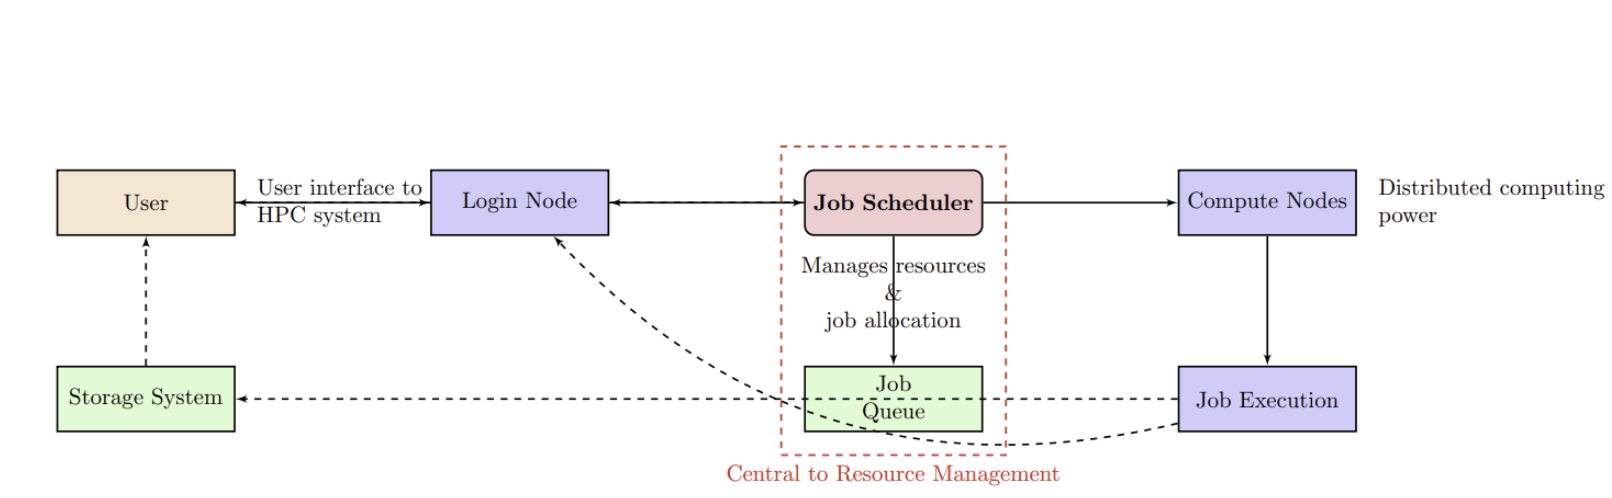 User
User interface to
HPC system
Login Node
Job Scheduler
Compute Nodes
Distributed computing
power
Manages resources
&
job allocation
Storage System
Job
Queue
Job Execution
Central to Resource Management